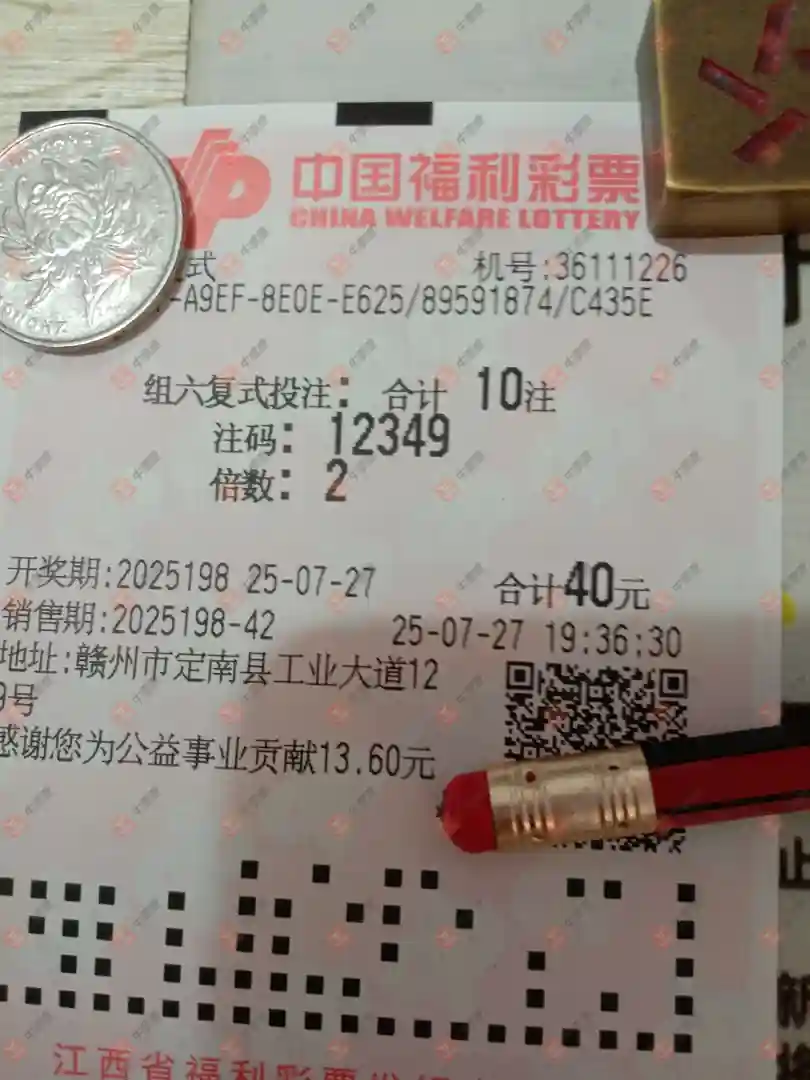 中国福利彩票
CHINA WELFARE LOTTERY
式 机号:36111226
-A9EF-8E0E-E625/89591874/C435E
组六复式投注: 合计 10注
注码: 12349
倍数: 2
开奖期:2025198 25-07-27 合计40元
销售期:2025198-42 25-07-27 19:36:30
地址:赣州市定南县工业大道12
9号
感谢您为公益事业贡献13.60元
江西省福利彩票发行
止
新